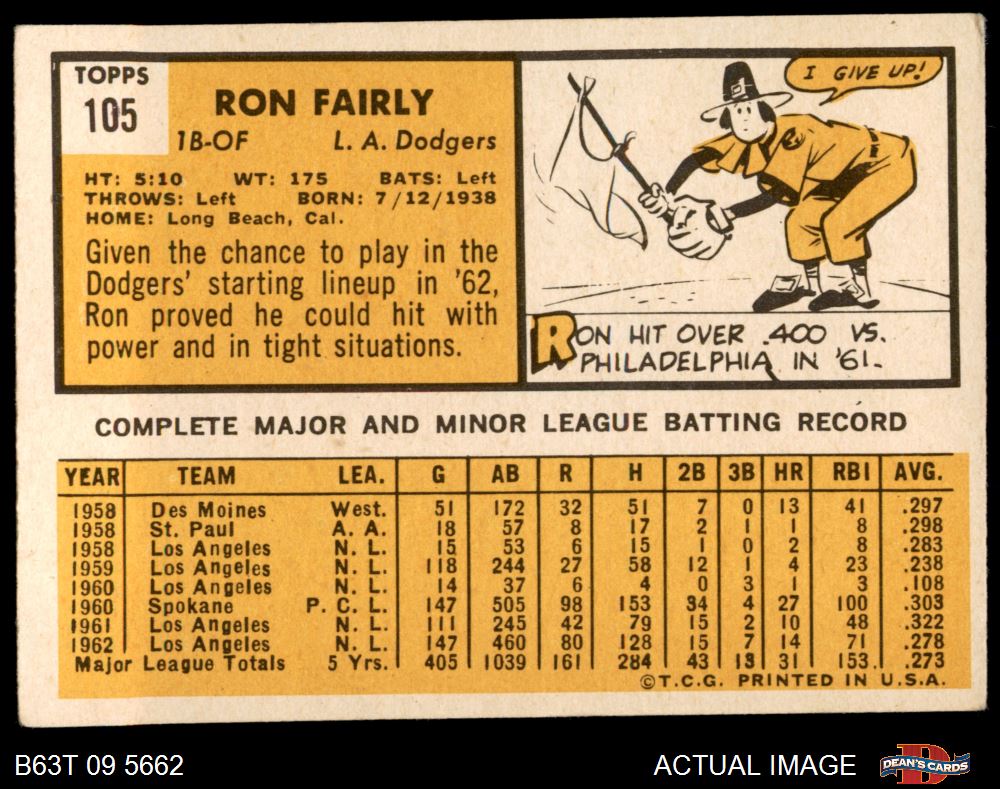 TOPPS
105
RON FAIRLY
1B-OF L. A. Dodgers
HT: 5:10 WT: 175 BATS: Left
THROWS: Left BORN: 7/12/1938
HOME: Long Beach, Cal.
Given the chance to play in the
Dodgers' starting lineup in '62,
Ron proved he could hit with
power and in tight situations.
I GIVE UP!
RON HIT OVER .400 VS.
PHILADELPHIA IN '61.
COMPLETE MAJOR AND MINOR LEAGUE BATTING RECORD
YEAR TEAM LEA. G AB R H 2B 3B HR RBI AVG.
1958 Des Moines West. 51 172 32 51 7 0 13 41 .297
1958 St. Paul A. A. 18 57 8 17 2 1 1 8 .298
1958 Los Angeles N. L. 15 53 6 15 1 0 2 8 .283
1959 Los Angeles N. L. 118 244 27 58 12 1 4 23 .238
1960 Los Angeles N. L. 14 37 6 4 0 3 1 3 .108
1960 Spokane P. C. L. 147 505 98 153 34 4 27 100 .303
1961 Los Angeles N. L. 111 245 42 79 15 2 10 48 .322
1962 Los Angeles N. L. 147 460 80 128 15 7 14 71 .278
Major League Totals 5 Yrs. 405 1039 161 284 43 13 31 153 .273
©T.C.G. PRINTED IN U.S.A.
B63T 09 5662 ACTUAL IMAGE DEAN'S CARDS